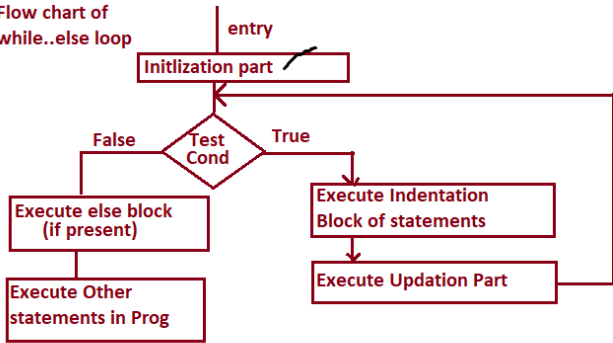 Flow chart of
while..else loop
entry
Initlization part
False
Test
Cond
True
Execute else block
(if present)
Execute Indentation
Block of statements
Execute Other
statements in Prog
Execute Updation Part